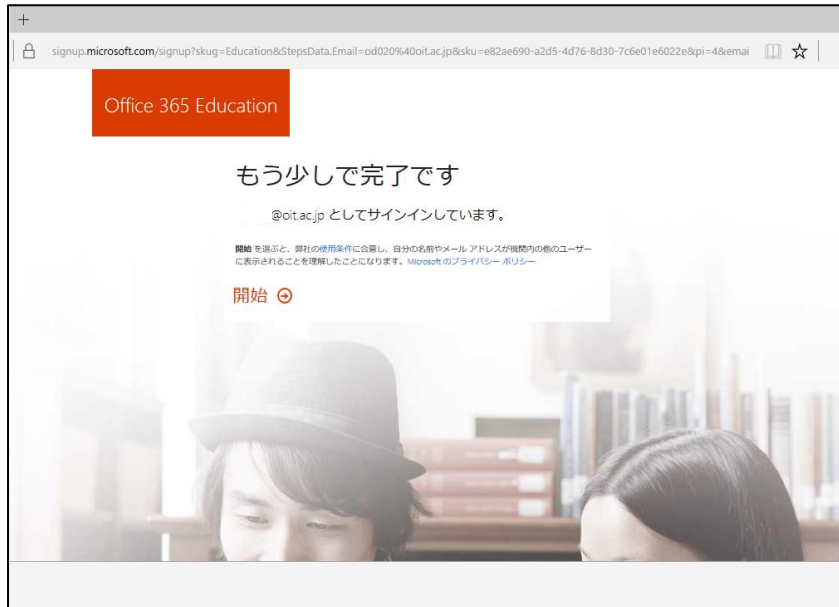 +
signup.microsoft.com/signup?skug=Education&StepsData.Email=od020%40oit.ac.jp&sku=e82ae690-a2d5-4d76-8d30-7c6e01e6022e&pi=4&emai
Office 365 Education
もう少しで完了です
@oit.ac.jp としてサインインしています。
開始 を選ぶと、弊社の使用条件に合意し、自分の名前やメール アドレスが機関内の他のユーザー
に表示されることを理解したことになります。Microsoft のプライバシー ポリシー
開始